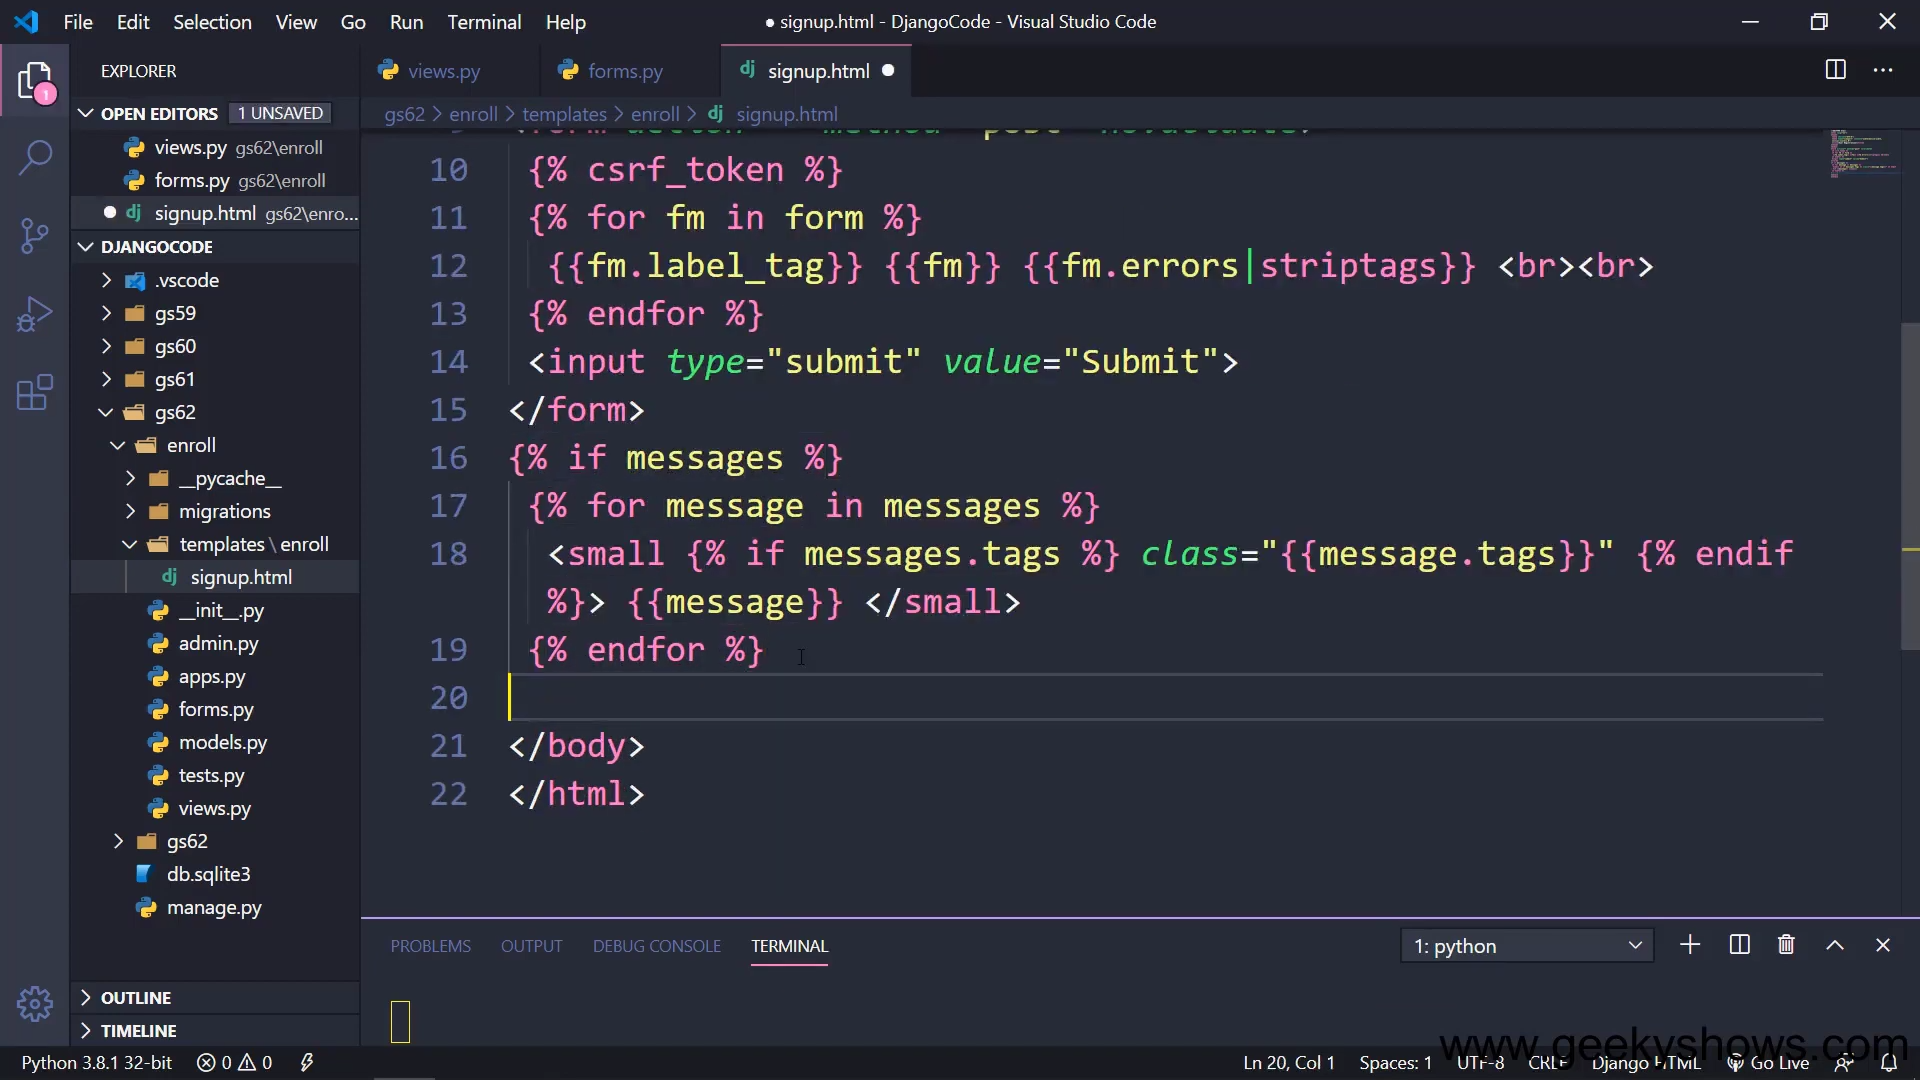 File Edit Selection View Go Run Terminal Help
● signup.html - DjangoCode - Visual Studio Code
EXPLORER
views.py
forms.py
signup.html
1
OPEN EDITORS 1 UNSAVED
gs62 > enroll > templates > enroll > signup.html
views.py gs62\enroll
forms.py gs62\enroll
signup.html gs62\enro...
DJANGOCODE
.vscode
gs59
gs60
gs61
gs62
enroll
__pycache__
migrations
templates \ enroll
signup.html
__init__.py
admin.py
apps.py
forms.py
models.py
tests.py
views.py
gs62
db.sqlite3
manage.py
OUTLINE
TIMELINE
10 {% csrf_token %}
11 {% for fm in form %}
12 {{fm.label_tag}} {{fm}} {{fm.errors|striptags}} <br><br>
13 {% endfor %}
14 <input type="submit" value="Submit">
15 </form>
16 {% if messages %}
17 {% for message in messages %}
18 <small {% if messages.tags %} class="{{message.tags}}" {% endif
%}> {{message}} </small>
19 {% endfor %}
20
21 </body>
22 </html>
PROBLEMS OUTPUT DEBUG CONSOLE TERMINAL
1: python
www.geekyshows.com
Python 3.8.1 32-bit 0 0
Ln 20, Col 1 Spaces: 1 UTF-8 CRLF Django HTML Go Live